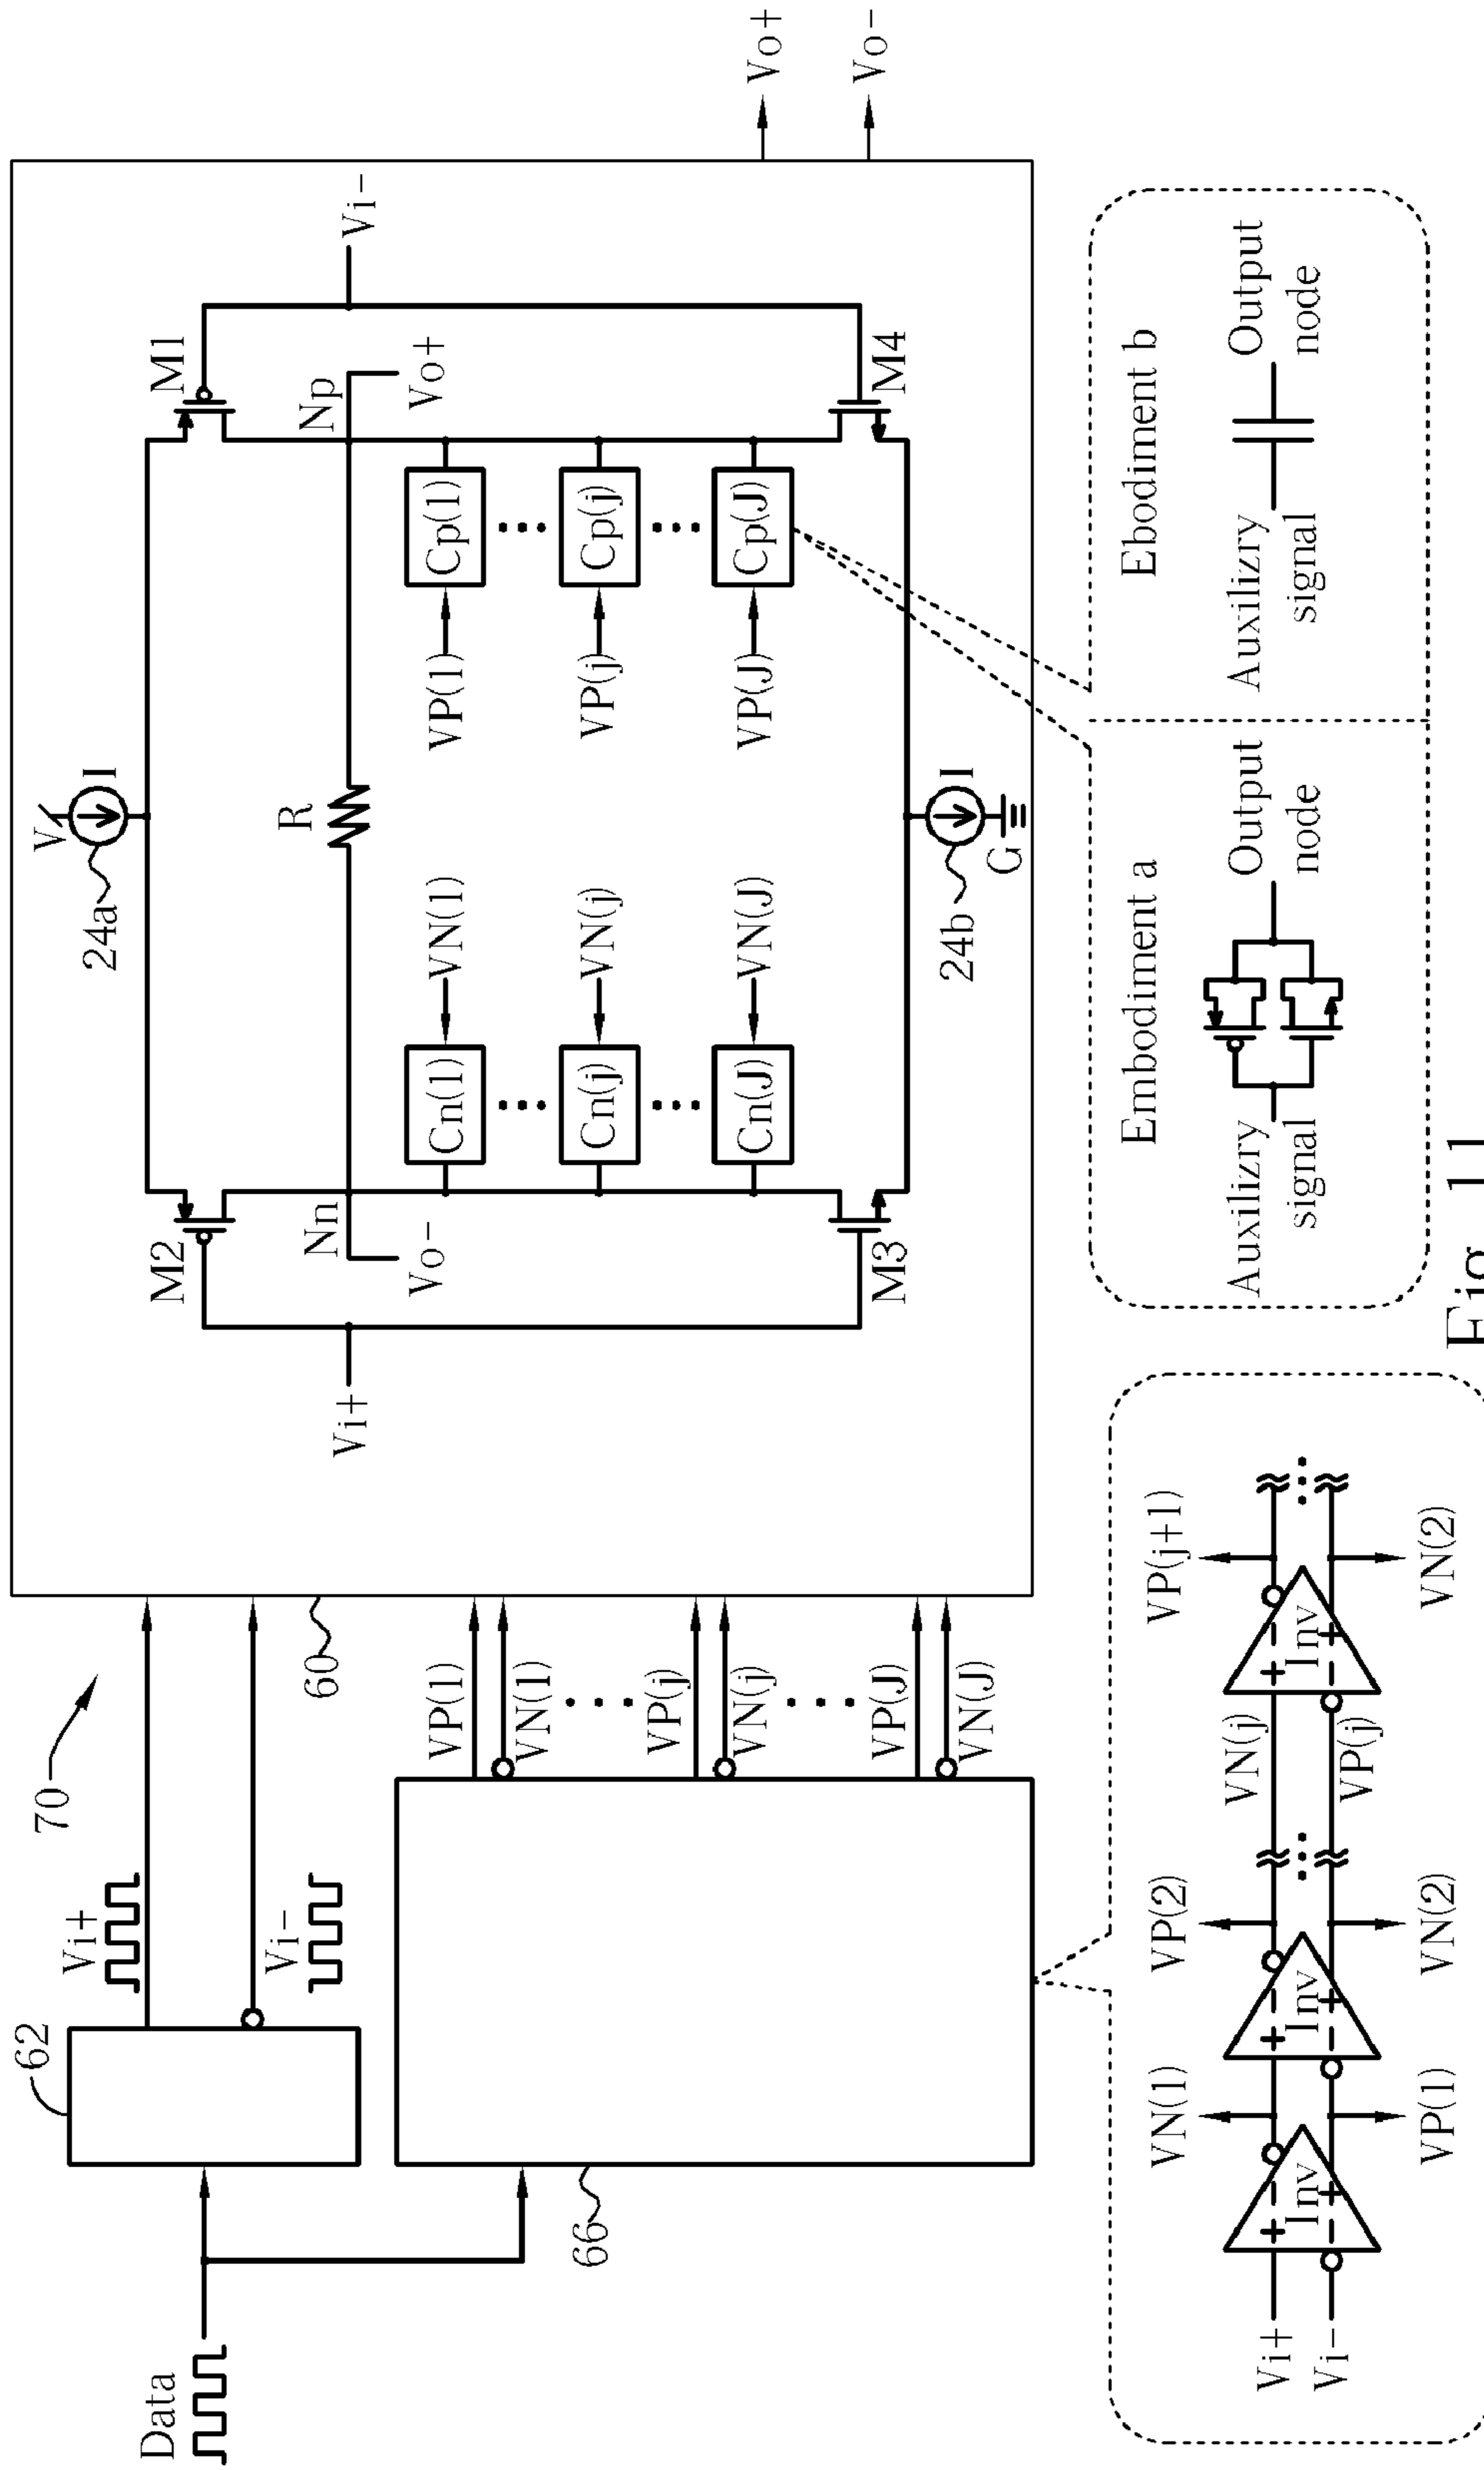 70
62
Data
Vi+
Vi-
66
60
VP(1)
VN(1)
VP(j)
VN(j)
VP(J)
VN(J)
V
24a
I
M2
M1
Nn
R
Np
Vi+
Vo-
Vo+
Vi-
Cn(1)
VN(1)
VP(1)
Cp(1)
Cn(j)
VN(j)
VP(j)
Cp(j)
Cn(J)
VN(J)
VP(J)
Cp(J)
M3
M4
24b
I
G
Vo+
Vo-
VN(1)
VP(2)
VP(j+1)
Vi+
Vi-
+ -
Inv
- +
+ -
Inv
- +
VN(j)
VP(j)
+ -
Inv
- +
VP(1)
VN(2)
VN(2)
Embodiment a
Auxilizry
signal
Output
node
Ebodiment b
Auxilizry
signal
Output
node
Fig. 11